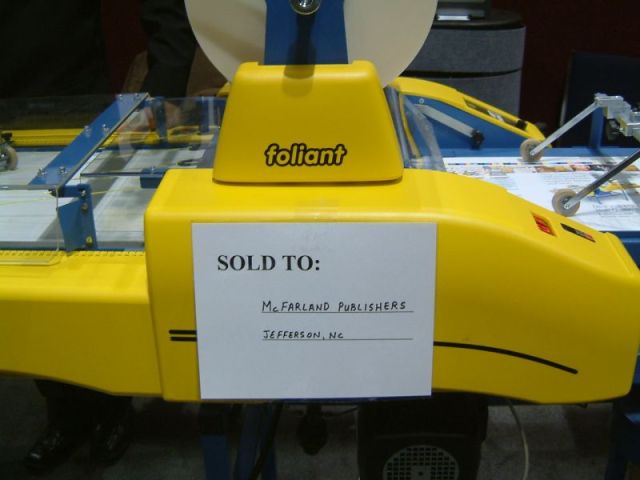 foliant
SOLD TO:
McFARLAND PUBLISHERS
JEFFERSON, NC